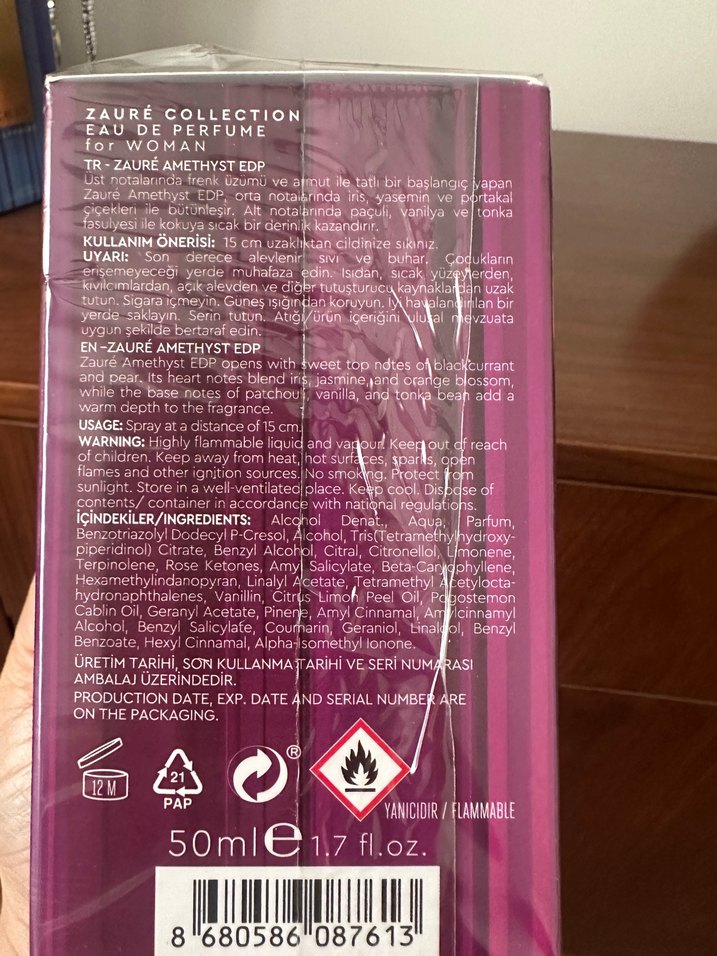 ZAURÉ COLLECTION
EAU DE PERFUME
for WOMAN
TR - ZAURÉ AMETHYST EDP
Üst notalarında frenk üzümü ve armut ile tatlı bir başlangıç yapan
Zauré Amethyst EDP, orta notalarında iris, yasemin ve portakal
çiçekleri ile bütünleşir. Alt notalarında paçuli, vanilya ve tonka
fasulyesi ile kokuya sıcak bir derinlik kazandırır.
KULLANIM ÖNERİSİ: 15 cm uzaklıktan cildinize sıkınız.
UYARI: Son derece alevlenir sıvı ve buhar. Çocukların
erişemeyeceği yerde muhafaza edin. Isıdan, sıcak yüzeylerden,
kıvılcımlardan, açık alevden ve diğer tutuşturucu kaynaklardan uzak
tutun. Sigara içmeyin. Güneş ışığından koruyun. İyi havalandırılan bir
yerde saklayın. Serin tutun. Atığı/ürün içeriğini ulusal mevzuata
uygun şekilde bertaraf edin.
EN –ZAURÉ AMETHYST EDP
Zauré Amethyst EDP opens with sweet top notes of blackcurrant
and pear. Its heart notes blend iris, jasmine, and orange blossom,
while the base notes of patchouli, vanilla, and tonka bean add a
warm depth to the fragrance.
USAGE: Spray at a distance of 15 cm.
WARNING: Highly flammable liquid and vapour. Keep out of reach
of children. Keep away from heat, hot surfaces, sparks, open
flames and other ignition sources. No smoking. Protect from
sunlight. Store in a well-ventilated place. Keep cool. Dispose of
contents/ container in accordance with national regulations.
İÇİNDEKİLER/INGREDIENTS: Alcohol Denat., Aqua, Parfum,
Benzotriazolyl Dodecyl P-Cresol, Alcohol, Tris(Tetramethylhydroxy-
piperidinol) Citrate, Benzyl Alcohol, Citral, Citronellol, Limonene,
Terpinolene, Rose Ketones, Amyl Salicylate, Beta-Caryophyllene,
Hexamethylindanopyran, Linalyl Acetate, Tetramethyl Acetylocta-
hydronaphthalenes, Vanillin, Citrus Limon Peel Oil, Pogostemon
Cablin Oil, Geranyl Acetate, Pinene, Amyl Cinnamal, Amylcinnamyl
Alcohol, Benzyl Salicylate, Coumarin, Geraniol, Linalool, Benzyl
Benzoate, Hexyl Cinnamal, Alpha-Isomethyl Ionone.
ÜRETİM TARİHİ, SON KULLANMA TARİHİ VE SERİ NUMARASI
AMBALAJ ÜZERİNDEDİR.
PRODUCTION DATE, EXP. DATE AND SERIAL NUMBER ARE
ON THE PACKAGING.
12 M
21
PAP
®
YANICIDIR / FLAMMABLE
50ml e 1.7 fl.oz.
8 680586 087613